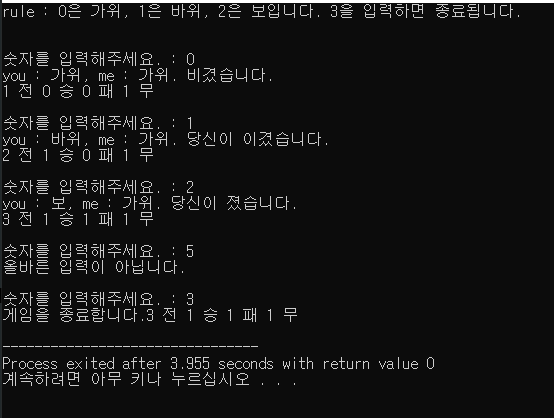 rule : 0은 가위, 1은 바위, 2은 보입니다. 3을 입력하면 종료됩니다.
숫자를 입력해주세요. : 0
you : 가위, me : 가위. 비겼습니다.
1 전 0 승 0 패 1 무
숫자를 입력해주세요. : 1
you : 바위, me : 가위. 당신이 이겼습니다.
2 전 1 승 0 패 1 무
숫자를 입력해주세요. : 2
you : 보, me : 가위. 당신이 졌습니다.
3 전 1 승 1 패 1 무
숫자를 입력해주세요. : 5
올바른 입력이 아닙니다.
숫자를 입력해주세요. : 3
게임을 종료합니다.3 전 1 승 1 패 1 무
--------------------------------
Process exited after 3.955 seconds with return value 0
계속하려면 아무 키나 누르십시오 . . .